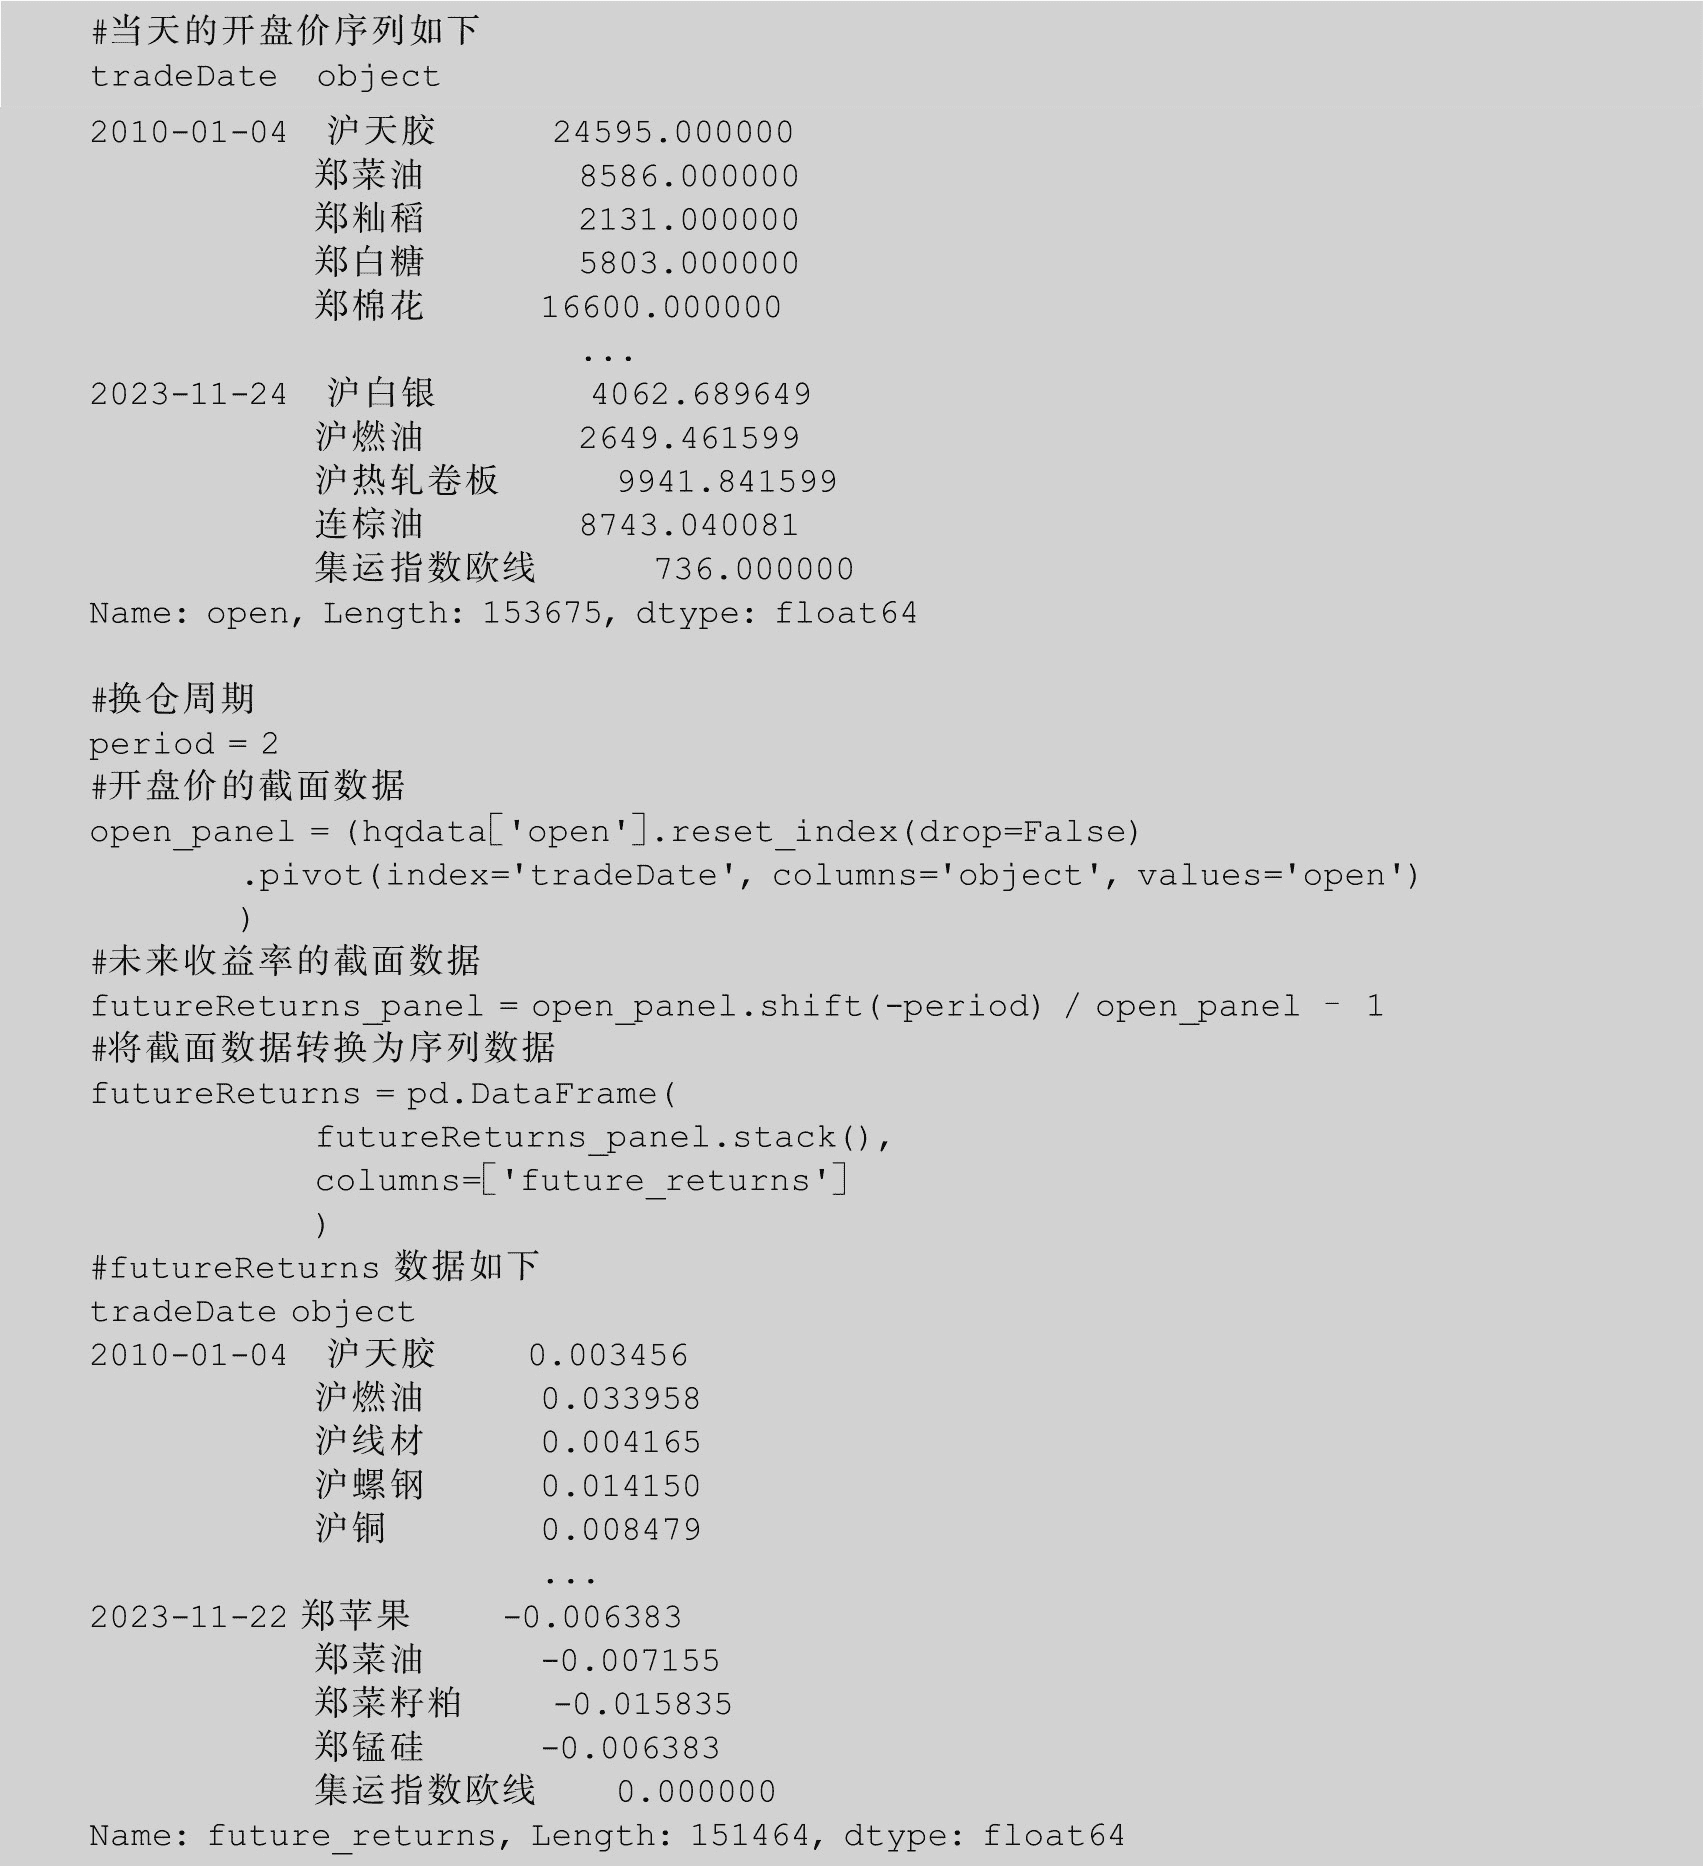 #当天的开盘价序列如下
tradeDate object
2010-01-04 沪天胶 24595.000000
郑菜油 8586.000000
郑籼稻 2131.000000
郑白糖 5803.000000
郑棉花 16600.000000
...
2023-11-24 沪白银 4062.689649
沪燃油 2649.461599
沪热轧卷板 9941.841599
连棕油 8743.040081
集运指数欧线 736.000000
Name: open, Length: 153675, dtype: float64
#换仓周期
period = 2
#开盘价的截面数据
open_panel = (hqdata['open'].reset_index(drop=False)
.pivot(index='tradeDate', columns='object', values='open')
)
#未来收益率的截面数据
futureReturns_panel = open_panel.shift(-period) / open_panel – 1
#将截面数据转换为序列数据
futureReturns = pd.DataFrame(
futureReturns_panel.stack(),
columns=['future_returns']
)
#futureReturns 数据如下
tradeDate object
2010-01-04 沪天胶 0.003456
沪燃油 0.033958
沪线材 0.004165
沪螺钢 0.014150
沪铜 0.008479
...
2023-11-22 郑苹果 -0.006383
郑菜油 -0.007155
郑菜籽粕 -0.015835
郑锰硅 -0.006383
集运指数欧线 0.000000
Name: future_returns, Length: 151464, dtype: float64